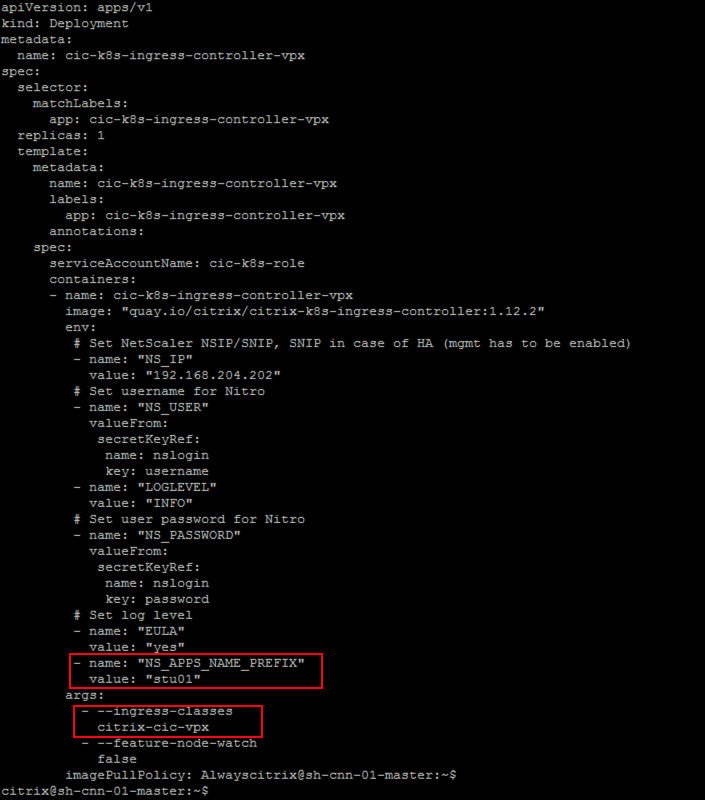 apiVersion: apps/v1
kind: Deployment
metadata:
  name: cic-k8s-ingress-controller-vpx
spec:
  selector:
    matchLabels:
      app: cic-k8s-ingress-controller-vpx
  replicas: 1
  template:
    metadata:
      name: cic-k8s-ingress-controller-vpx
      labels:
        app: cic-k8s-ingress-controller-vpx
      annotations:
    spec:
      serviceAccountName: cic-k8s-role
      containers:
      - name: cic-k8s-ingress-controller-vpx
        image: "quay.io/citrix/citrix-k8s-ingress-controller:1.12.2"
        env:
         # Set NetScaler NSIP/SNIP, SNIP in case of HA (mgmt has to be enabled)
         - name: "NS_IP"
           value: "192.168.204.202"
         # Set username for Nitro
         - name: "NS_USER"
           valueFrom:
            secretKeyRef:
             name: nslogin
             key: username
         - name: "LOGLEVEL"
           value: "INFO"
         # Set user password for Nitro
         - name: "NS_PASSWORD"
           valueFrom:
            secretKeyRef:
             name: nslogin
             key: password
         # Set log level
         - name: "EULA"
           value: "yes"
         - name: "NS_APPS_NAME_PREFIX"
           value: "stu01"
        args:
          - --ingress-classes
            citrix-cic-vpx
          - --feature-node-watch
            false
        imagePullPolicy: Alwayscitrix@sh-cnn-01-master:~$
citrix@sh-cnn-01-master:~$